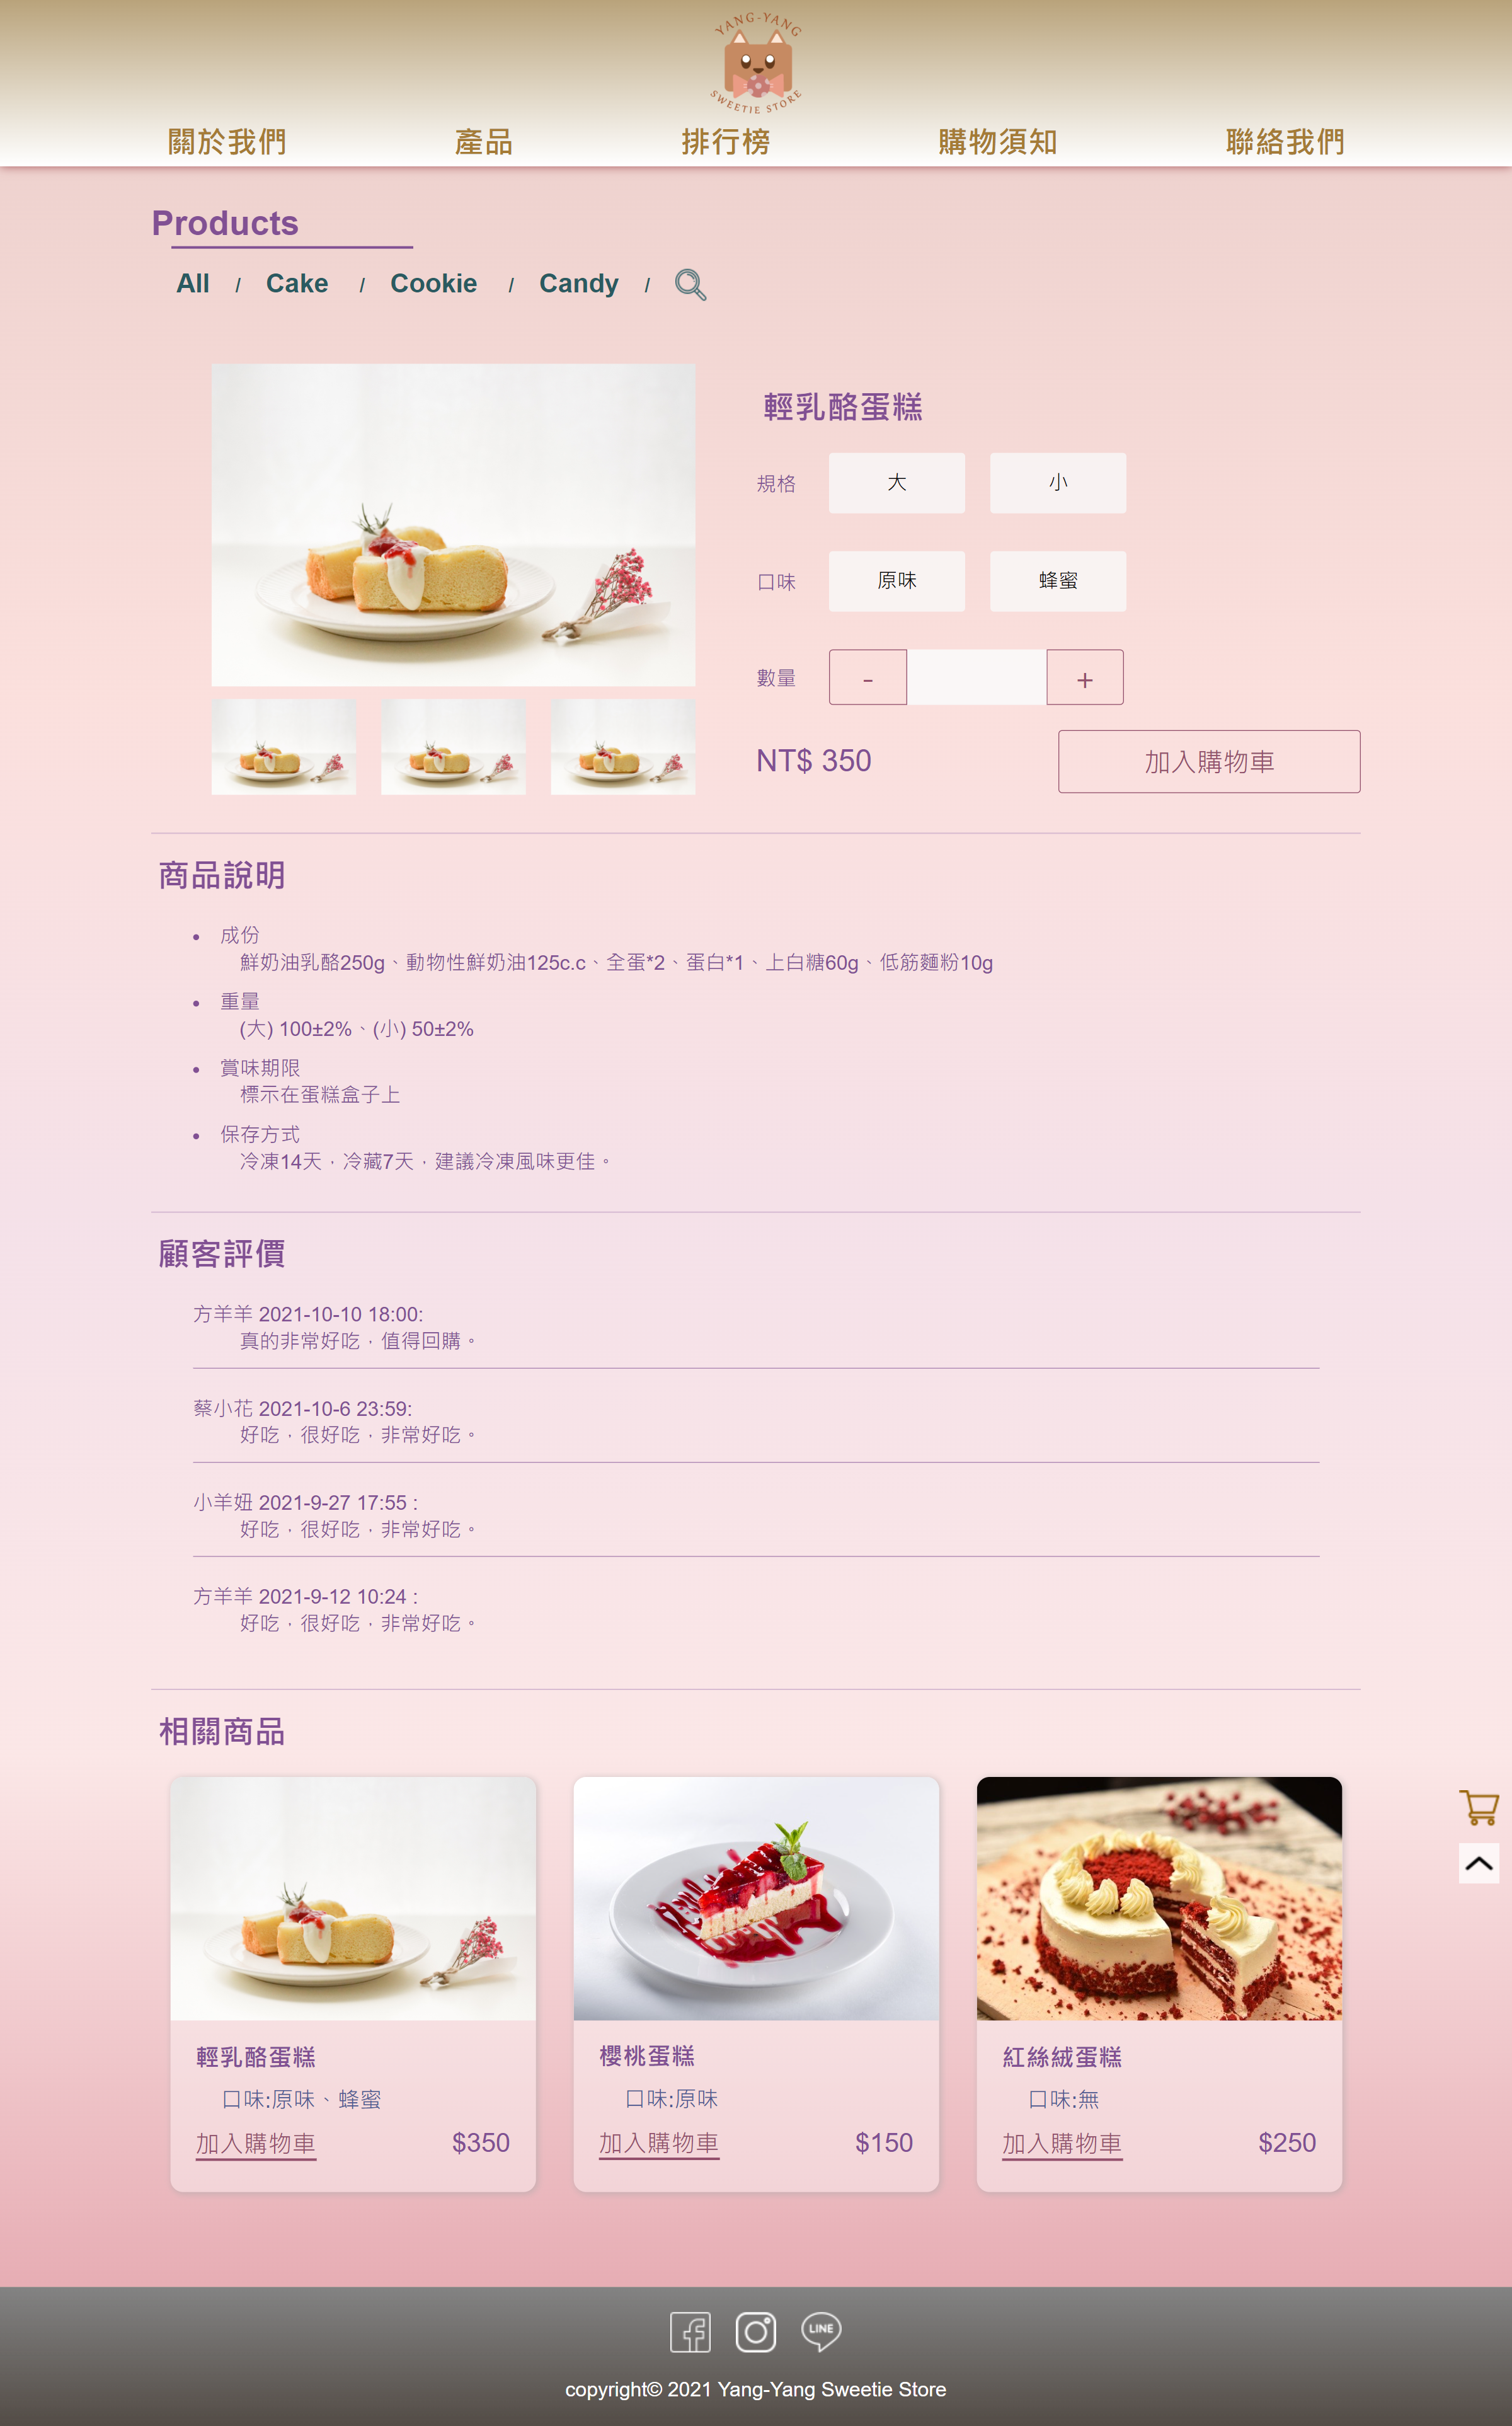 YANG-YANG
SWEETIE STORE
關於我們 產品 排行榜 購物須知 聯絡我們
Products
All / Cake / Cookie / Candy /
輕乳酪蛋糕
規格 大 小
口味 原味 蜂蜜
數量 - +
NT$ 350 加入購物車
商品說明
• 成份
鮮奶油乳酪250g、動物性鮮奶油125c.c、全蛋*2、蛋白*1、上白糖60g、低筋麵粉10g
• 重量
(大) 100±2%、(小) 50±2%
• 賞味期限
標示在蛋糕盒子上
• 保存方式
冷凍14天，冷藏7天，建議冷凍風味更佳。
顧客評價
方羊羊 2021-10-10 18:00:
真的非常好吃，值得回購。
蔡小花 2021-10-6 23:59:
好吃，很好吃，非常好吃。
小羊妞 2021-9-27 17:55 :
好吃，很好吃，非常好吃。
方羊羊 2021-9-12 10:24 :
好吃，很好吃，非常好吃。
相關商品
輕乳酪蛋糕
口味:原味、蜂蜜
加入購物車 $350
櫻桃蛋糕
口味:原味
加入購物車 $150
紅絲絨蛋糕
口味:無
加入購物車 $250
LINE
copyright© 2021 Yang-Yang Sweetie Store